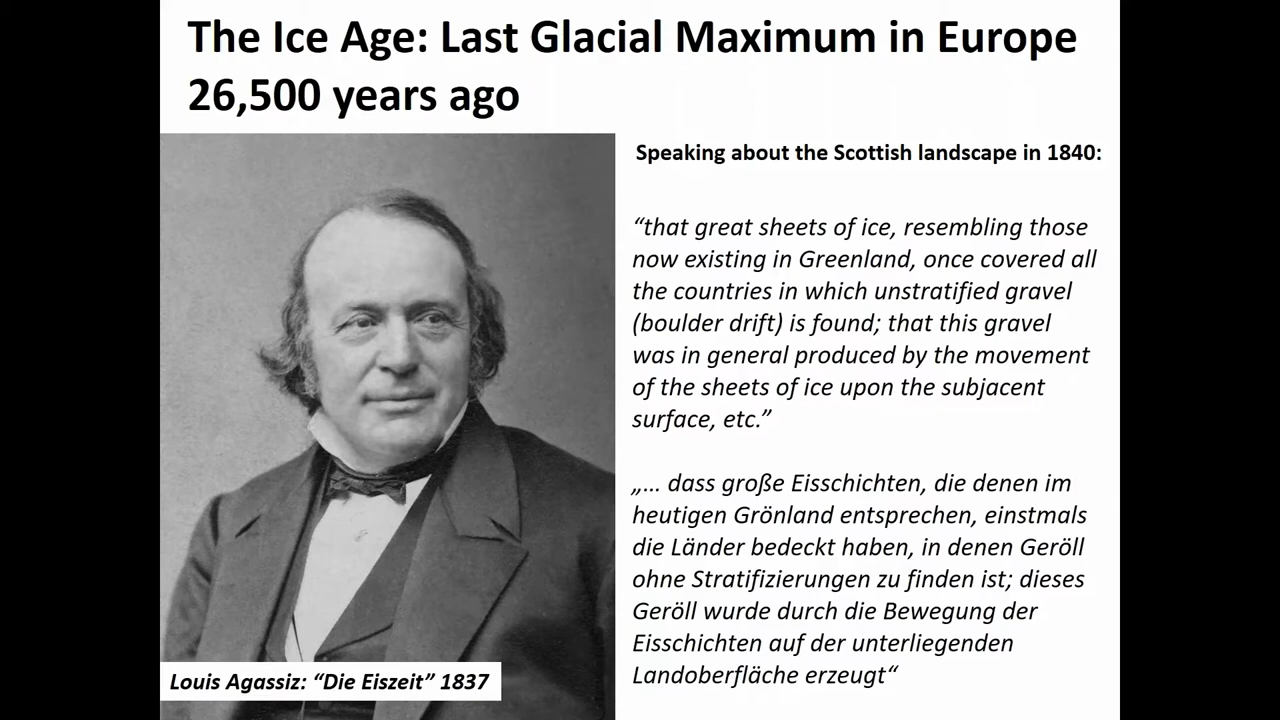 The Ice Age: Last Glacial Maximum in Europe
26,500 years ago
Speaking about the Scottish landscape in 1840:
“that great sheets of ice, resembling those
now existing in Greenland, once covered all
the countries in which unstratified gravel
(boulder drift) is found; that this gravel
was in general produced by the movement
of the sheets of ice upon the subjacent
surface, etc.”
„… dass große Eisschichten, die denen im
heutigen Grönland entsprechen, einstmals
die Länder bedeckt haben, in denen Geröll
ohne Stratifizierungen zu finden ist; dieses
Geröll wurde durch die Bewegung der
Eisschichten auf der unterliegenden
Landoberfläche erzeugt“
Louis Agassiz: “Die Eiszeit” 1837